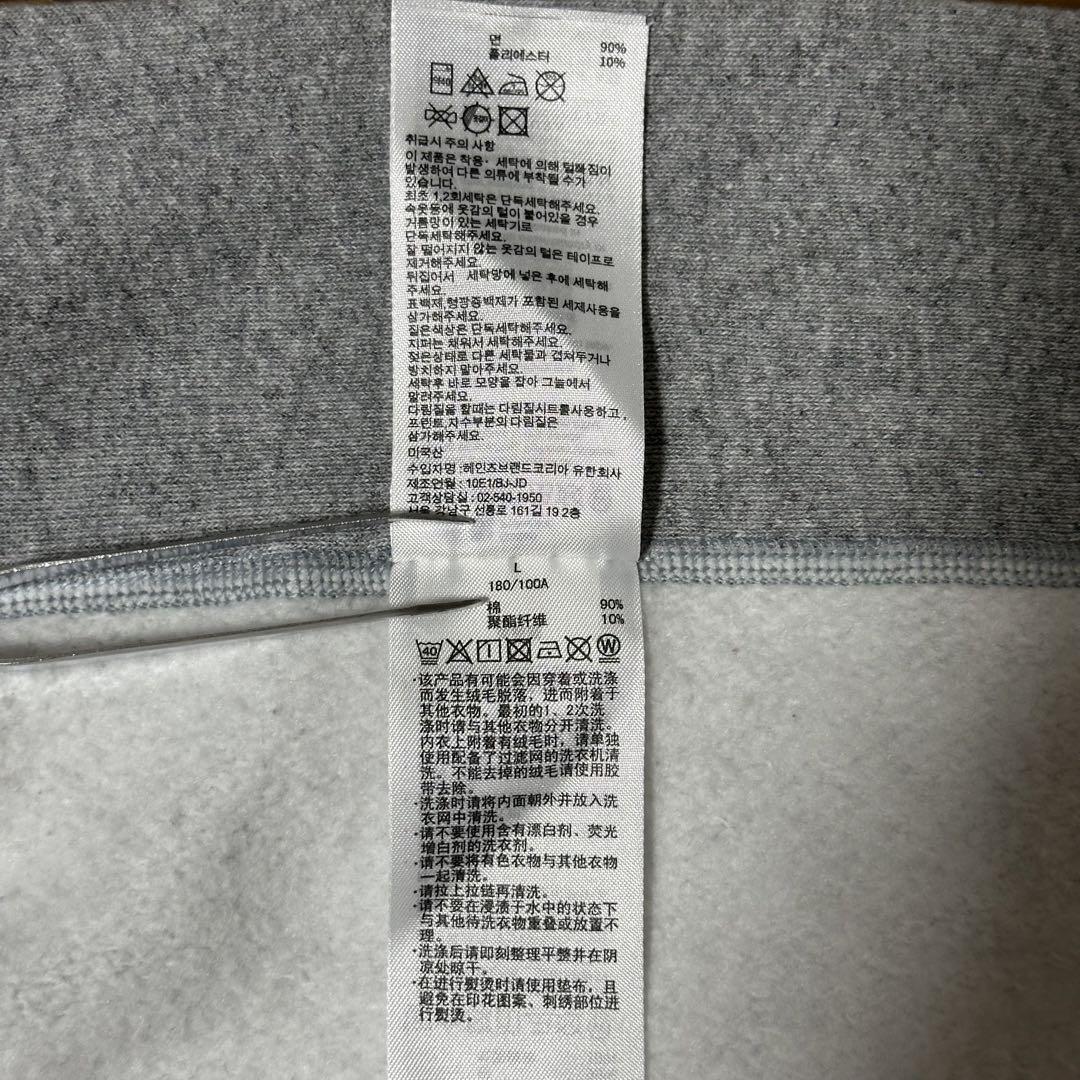 면 90%
폴리에스터 10%
취급시 주의 사항
이 제품은 착용· 세탁에 의해 털빠짐이
발생하여 다른 의류에 부착될 수가
있습니다.
최초 1,2회세탁은 단독세탁해주세요.
속옷등에 옷감의 털이 붙어있을 경우
거름망이 있는 세탁기로
단독세탁해주세요.
잘 떨어지지 않는 옷감의 털은 테이프로
제거해주세요.
뒤집어서 세탁망에 넣은 후에 세탁해
주세요.
표백제,형광증백제가 포함된 세제사용을
삼가해주세요.
짙은색상은 단독세탁해주세요.
지퍼는 채워서 세탁해주세요.
젖은상태로 다른 세탁물과 겹쳐두거나
방치하지 말아주세요.
세탁후 바로 모양을 잡아 그늘에서
말려주세요.
다림질을 할때는 다림질시트를사용하고,
프린트,자수부분의 다림질은
삼가해주세요.
미국산
수입자명 :헤인즈브랜드코리아 유한회사
제조연월 : 10E1/BJ-JD
고객상담실 : 02-540-1950
서울 강남구 선릉로 161길 19 2층
L
180/100A
棉 90%
聚酯纤维 10%
40 W
·该产品有可能会因穿着或洗涤
而发生绒毛脱落，进而附着于
其他衣物。最初的1、2次洗
涤时请与其他衣物分开清洗。
内衣上附着有绒毛时，请单独
使用配备了过滤网的洗衣机清
洗。不能去掉的绒毛请使用胶
带去除。
·洗涤时请将内面朝外并放入洗
衣网中清洗。
·请不要使用含有漂白剂、荧光
增白剂的洗衣剂。
·请不要将有色衣物与其他衣物
一起清洗。
·请拉上拉链再清洗。
·请不要在浸渍于水中的状态下
与其他待洗衣物重叠或放置不
理。
·洗涤后请即刻整理平整并在阴
凉处晾干。
·在进行熨烫时请使用垫布，且
避免在印花图案、刺绣部位进
行熨烫。